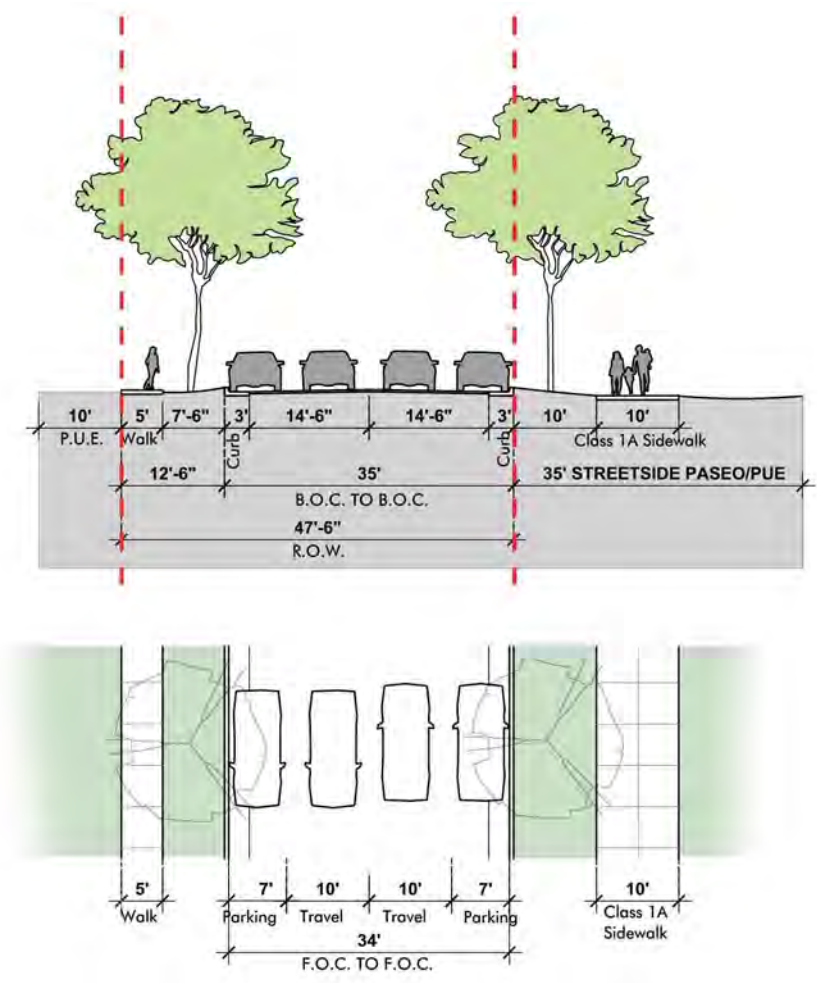 10' 5' 7'-6" 3' 14'-6" 14'-6" 3' 10' 10'
P.U.E. Walk Curb Curb Class 1A Sidewalk
12'-6" 35' 35' STREETSIDE PASEO/PUE
B.O.C. TO B.O.C.
47'-6"
R.O.W.
5' 7' 10' 10' 7' 10'
Walk Parking Travel Travel Parking Class 1A
Sidewalk
34'
F.O.C. TO F.O.C.